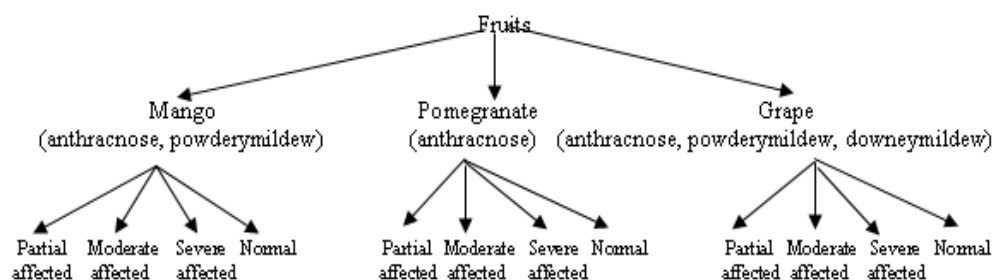 Fruits
Mango Pomegranate Grape
(anthracnose, powderymildew) (anthracnose) (anthracnose, powderymildew, downeymildew)
Partial Moderate Severe Normal Partial Moderate Severe Normal Partial Moderate Severe Normal
affected affected affected affected affected affected affected affected affected